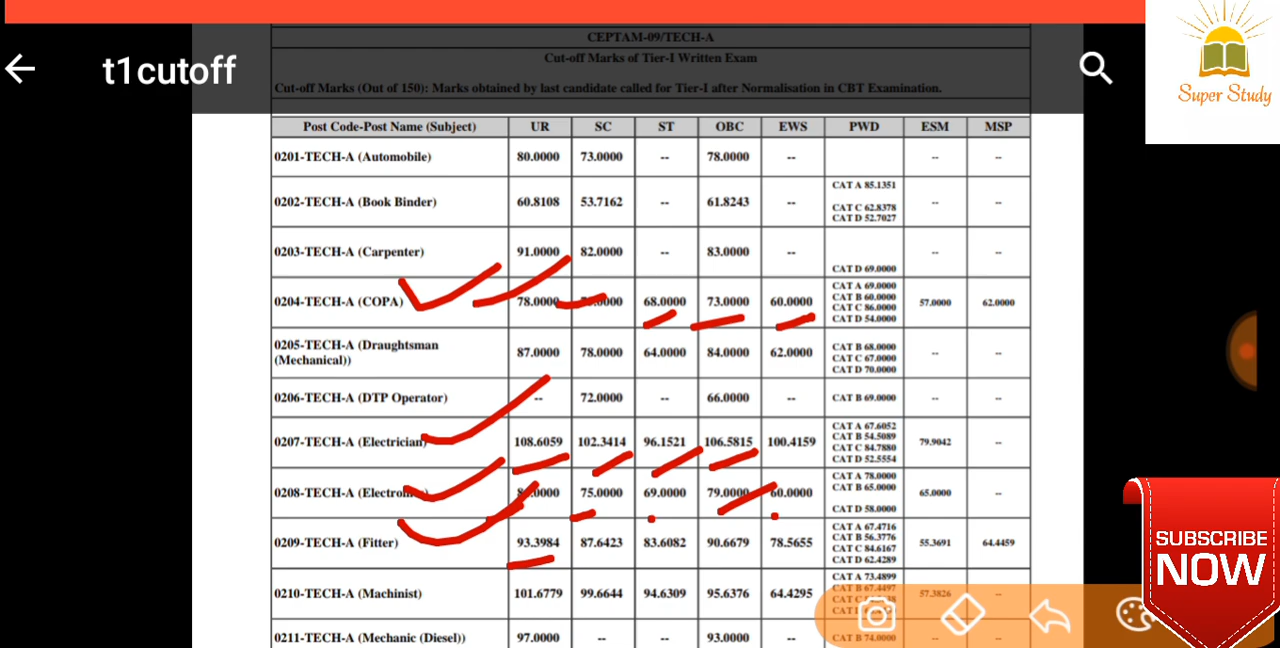 CEPTAM-09/TECH-A
t1cutoff
Cut-off Marks of Tier-I Written Exam
Cut-off Marks (Out of 150): Marks obtained by last candidate called for Tier-I after Normalisation in CBT Examination.
Super Study
Post Code-Post Name (Subject) UR SC ST OBC EWS PWD ESM MSP
0201-TECH-A (Automobile) 80.0000 73.0000 -- 78.0000 -- -- --
0202-TECH-A (Book Binder) 60.8108 53.7162 -- 61.8243 -- CAT A 85.1351 -- --
CAT C 62.8378
CAT D 52.7027
0203-TECH-A (Carpenter) 91.0000 82.0000 -- 83.0000 -- -- --
CAT D 69.0000
0204-TECH-A (COPA) 78.0000 68.0000 73.0000 60.0000 CAT A 69.0000 57.0000 62.0000
CAT B 60.0000
CAT C 86.0000
CAT D 54.0000
0205-TECH-A (Draughtsman (Mechanical)) 87.0000 78.0000 64.0000 84.0000 62.0000 CAT B 68.0000 -- --
CAT C 67.0000
CAT D 70.0000
0206-TECH-A (DTP Operator) -- 72.0000 -- 66.0000 -- CAT B 69.0000 -- --
0207-TECH-A (Electrician) 108.6059 102.3414 96.1521 106.5815 100.4159 CAT A 67.6052 79.9042 --
CAT B 54.5089
CAT C 84.7880
CAT D 52.5554
0208-TECH-A 75.0000 69.0000 79.0000 60.0000 CAT A 78.0000 65.0000 --
CAT B 65.0000
CAT D 58.0000
0209-TECH-A (Fitter) 93.3984 87.6423 83.6082 90.6679 78.5655 CAT A 67.4716 55.3691 64.4459
CAT B 56.3776
CAT C 84.6167
CAT D 62.4289
0210-TECH-A (Machinist) 101.6779 99.6644 94.6309 95.6376 64.4295 CAT A 73.4899 57.3826 --
CAT B 67.4497
0211-TECH-A (Mechanic (Diesel)) 97.0000 -- -- 93.0000 -- CAT B 74.0000 -- --
SUBSCRIBE
NOW